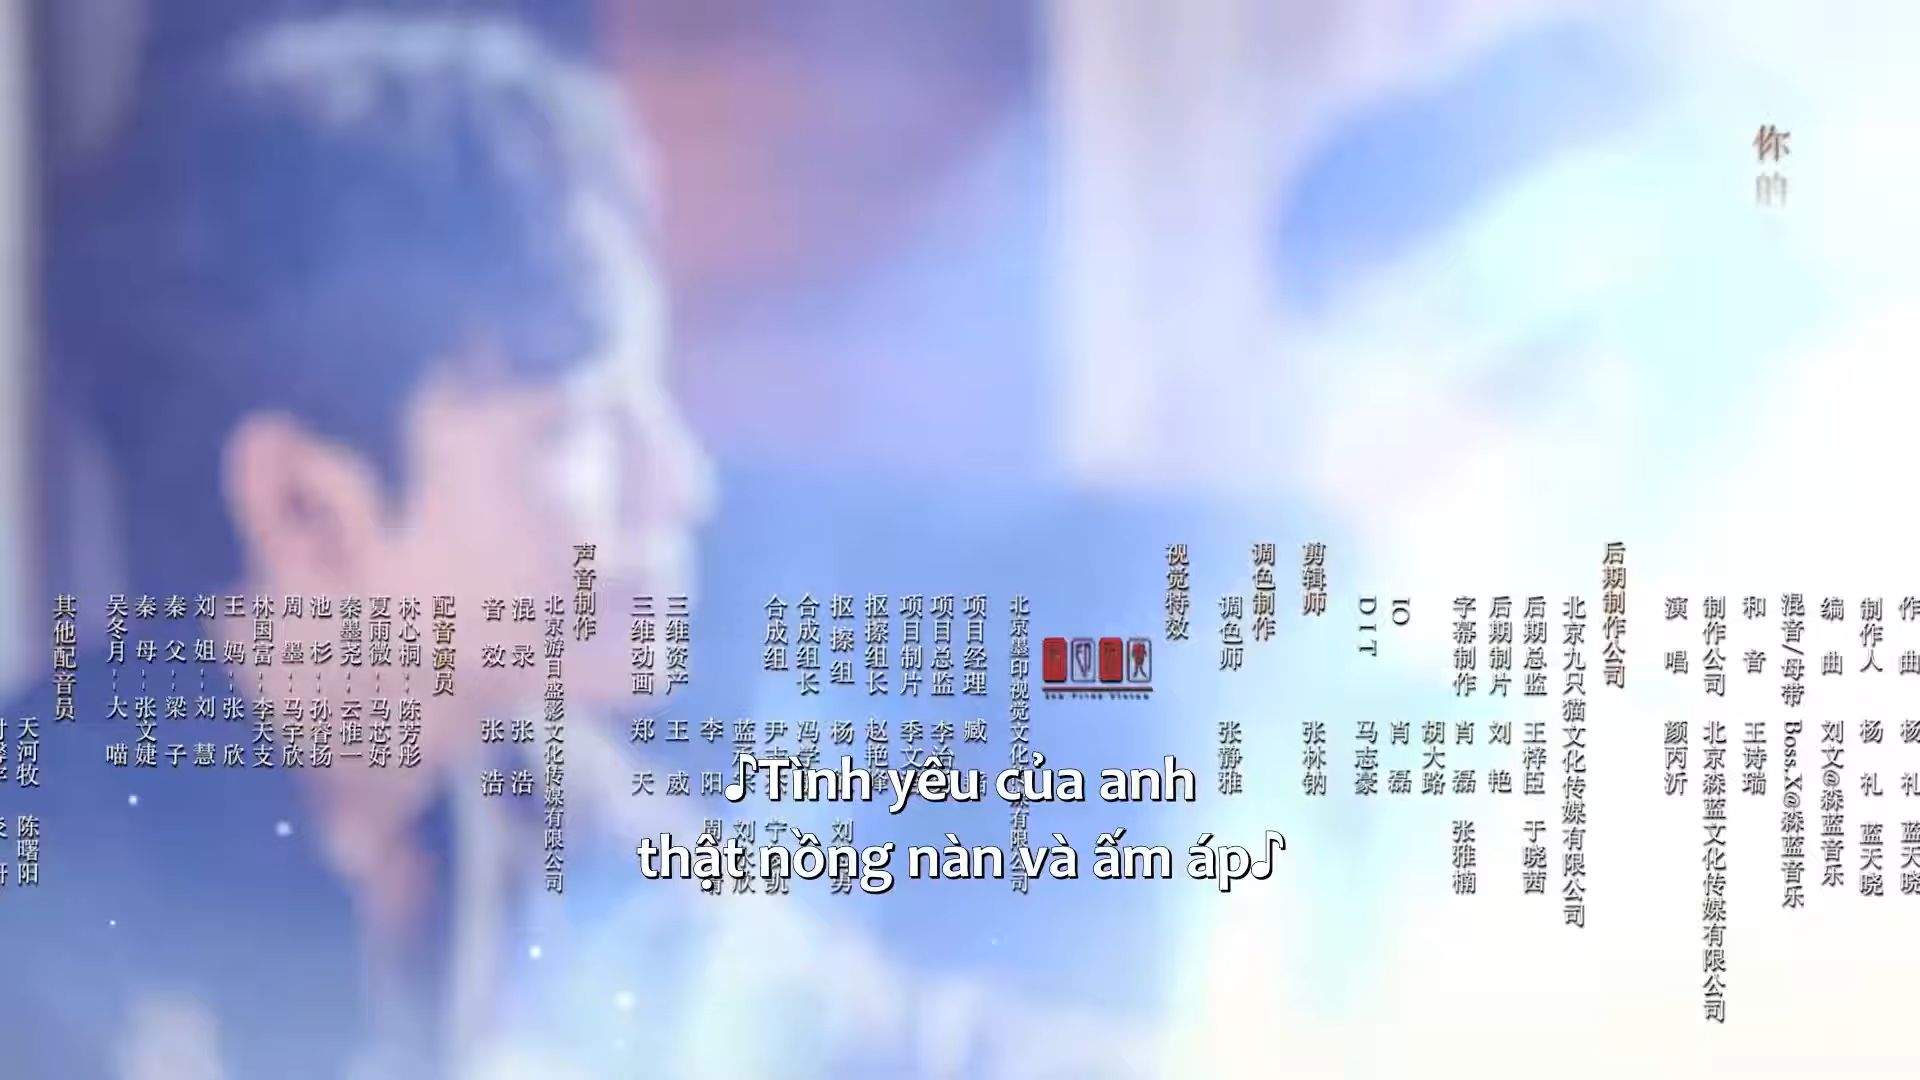 你的
作曲 杨礼 蓝天晓
制作人 杨礼 蓝天晓
编曲 刘文@森蓝音乐
混音/母带 Boss.X@森蓝音乐
和音 王诗瑞
制作公司 北京森蓝文化传媒有限公司
演唱 颜丙沂
后期制作公司
北京九只猫文化传媒有限公司
后期总监 王梓臣 于晓茜
后期制片 刘艳
字幕制作 肖磊 张雅楠
胡大路
IO 肖磊
DIT 马志豪
剪辑师
张林钠
调色制作
调色师 张静雅
视觉特效
北京墨印视觉文化
项目经理 臧
项目总监 李
项目制片 季文
抠擦组长 赵艳
抠擦组 杨 刘
合成组长 冯
合成组 尹
蓝 刘
李阳 周
三维资产 王威
三维动画 郑天
声音制作
北京游目盛影文化传媒有限公司
混录 张浩
音效 张浩
配音演员
林心桐--陈芳彤
夏雨微--马芯妤
秦墨尧--云惟一
池杉--孙睿扬
周墨--马宇欣
林国富--李天支
王妈--张欣
刘姐--刘慧
秦父--梁子
秦母--张文婕
吴冬月--大喵
其他配音员
天河牧 陈曙阳
♪Tình yêu của anh
thật nồng nàn và ấm áp♪